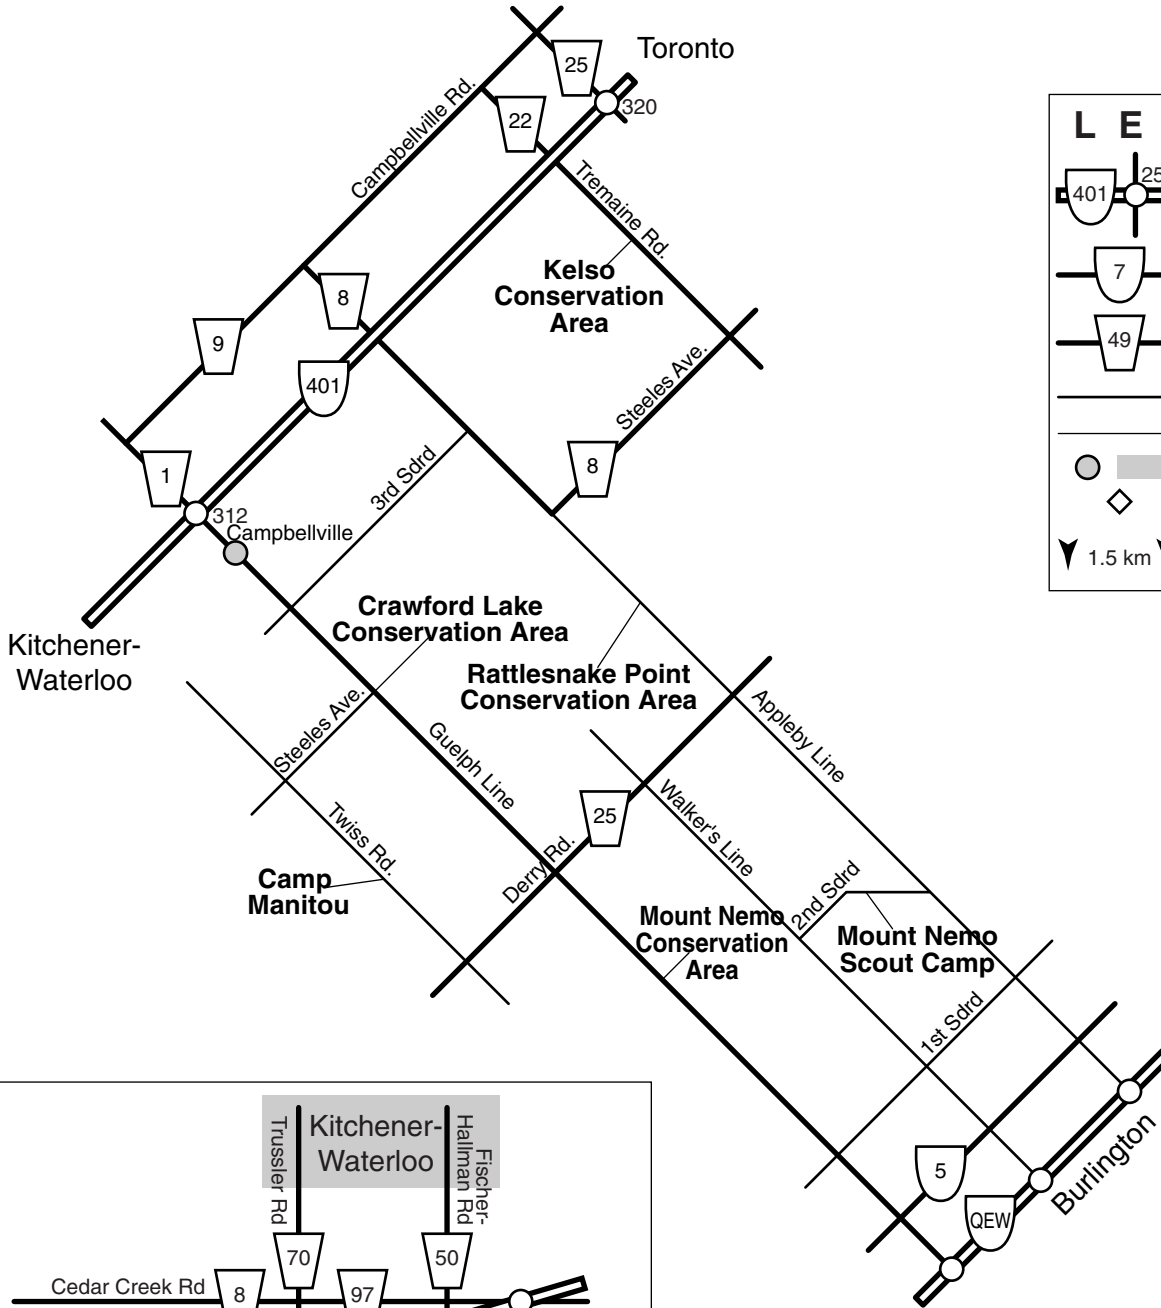 Toronto
25
320
22
Campbellville Rd.
Tremaine Rd.
Kelso
Conservation
Area
8
9
401
Steeles Ave.
8
1
3rd Sdrd
312
Campbellville
Kitchener-
Waterloo
Crawford Lake
Conservation Area
Rattlesnake Point
Conservation Area
Steeles Ave.
Guelph Line
Appleby Line
Twiss Rd.
25
Walker's Line
Derry Rd.
Camp
Manitou
2nd Sdrd
Mount Nemo
Conservation
Area
Mount Nemo
Scout Camp
1st Sdrd
5
QEW
Burlington
L E
401
25
7
49
1.5 km
Kitchener-
Waterloo
Trussler Rd
Fischer-
Hallman Rd
70
50
Cedar Creek Rd
8
97